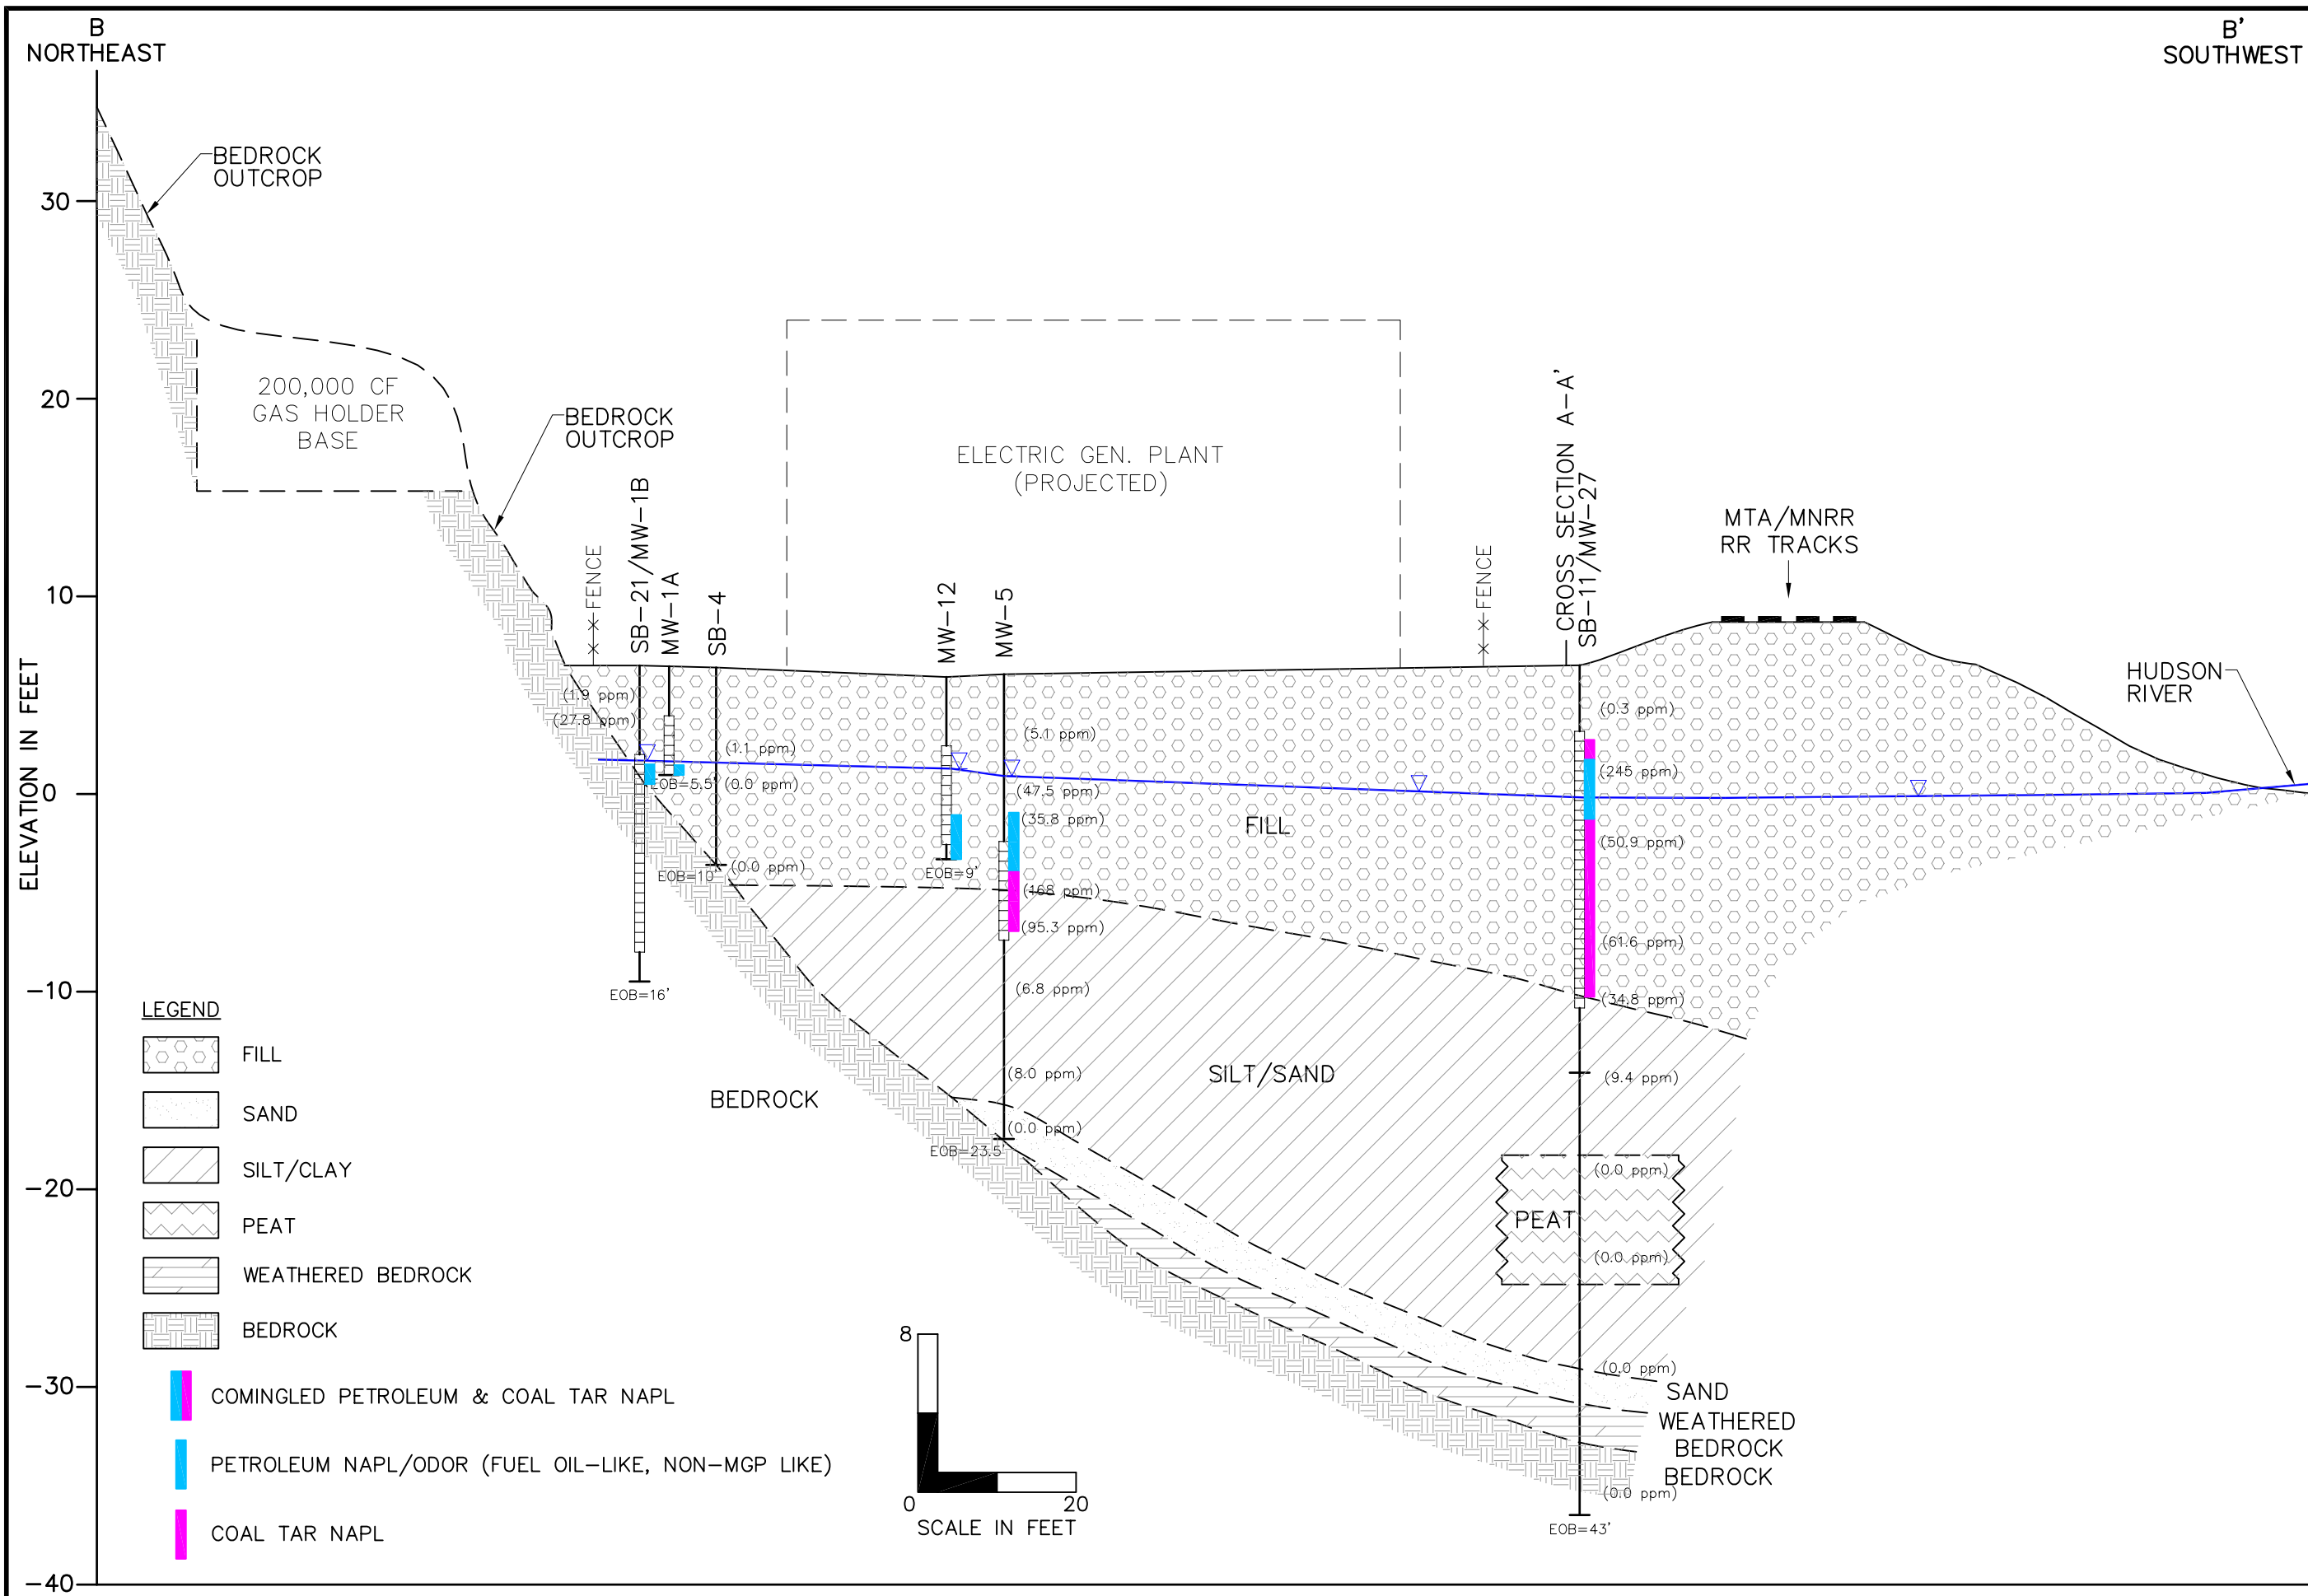 B
NORTHEAST
B'
SOUTHWEST
BEDROCK
OUTCROP
30
20
10
0
-10
-20
-30
-40
ELEVATION IN FEET
200,000 CF
GAS HOLDER
BASE
BEDROCK
OUTCROP
ELECTRIC GEN. PLANT
(PROJECTED)
FENCE
SB-21/MW-1B
MW-1A
SB-4
MW-12
MW-5
FENCE
CROSS SECTION A-A'
SB-11/MW-27
MTA/MNRR
RR TRACKS
HUDSON
RIVER
(1.9 ppm)
(27.8 ppm)
EOB=16'
EOB=5.5'
(1.1 ppm)
(0.0 ppm)
(0.0 ppm)
EOB=10'
EOB=9'
(5.1 ppm)
(47.5 ppm)
(35.8 ppm)
(168 ppm)
(95.3 ppm)
(6.8 ppm)
(8.0 ppm)
(0.0 ppm)
EOB=23.5'
(0.3 ppm)
(245 ppm)
(50.9 ppm)
(61.6 ppm)
(34.8 ppm)
(9.4 ppm)
(0.0 ppm)
(0.0 ppm)
(0.0 ppm)
(0.0 ppm)
EOB=43'
FILL
SILT/SAND
PEAT
BEDROCK
SAND
WEATHERED
BEDROCK
BEDROCK
LEGEND
FILL
SAND
SILT/CLAY
PEAT
WEATHERED BEDROCK
BEDROCK
COMINGLED PETROLEUM & COAL TAR NAPL
PETROLEUM NAPL/ODOR (FUEL OIL-LIKE, NON-MGP LIKE)
COAL TAR NAPL
8
0
20
SCALE IN FEET